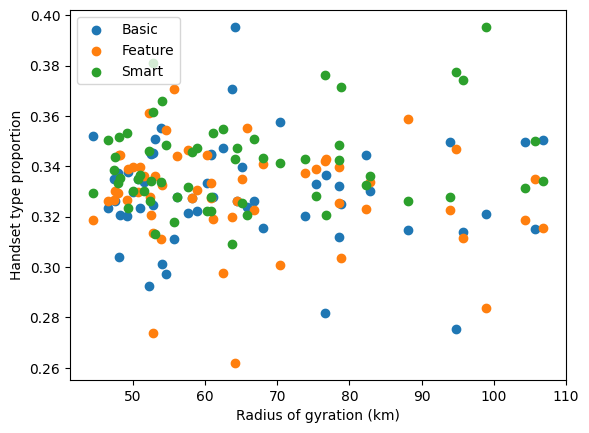 0.40
0.38
0.36
0.34
0.32
0.30
0.28
0.26
Handset type proportion
Basic
Feature
Smart
50 60 70 80 90 100 110
Radius of gyration (km)